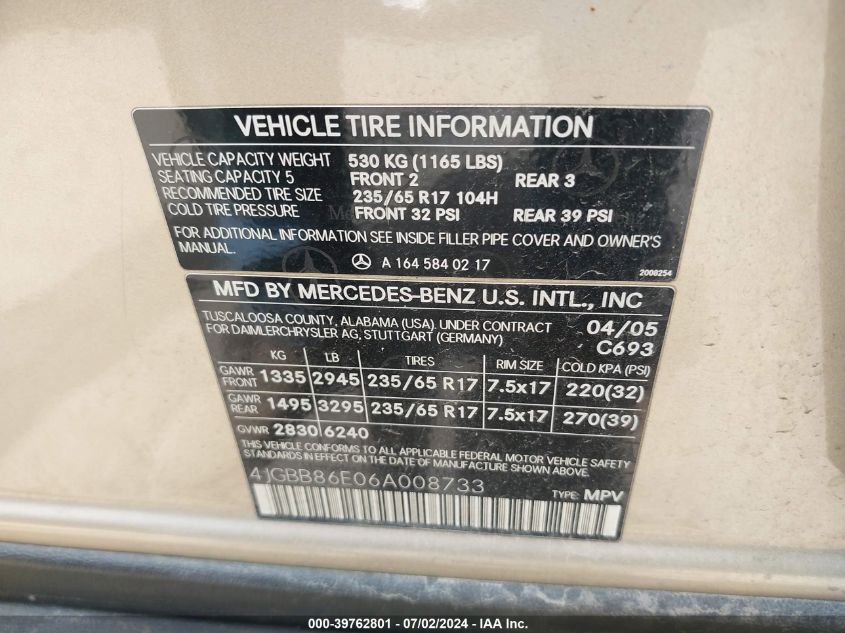 VEHICLE TIRE INFORMATION
VEHICLE CAPACITY WEIGHT 530 KG (1165 LBS)
SEATING CAPACITY 5 FRONT 2 REAR 3
RECOMMENDED TIRE SIZE 235/65 R17 104H
COLD TIRE PRESSURE FRONT 32 PSI REAR 39 PSI
FOR ADDITIONAL INFORMATION SEE INSIDE FILLER PIPE COVER AND OWNER'S
MANUAL.
A 164 584 02 17
2008254
MFD BY MERCEDES-BENZ U.S. INTL., INC
TUSCALOOSA COUNTY, ALABAMA (USA). UNDER CONTRACT 04/05
FOR DAIMLERCHRYSLER AG, STUTTGART (GERMANY) C693
KG LB TIRES RIM SIZE COLD KPA (PSI)
GAWR FRONT 1335 2945 235/65 R17 7.5x17 220(32)
GAWR REAR 1495 3295 235/65 R17 7.5x17 270(39)
GVWR 2830 6240
THIS VEHICLE CONFORMS TO ALL APPLICABLE FEDERAL MOTOR VEHICLE SAFETY
STANDARDS IN EFFECT ON THE DATE OF MANUFACTURE SHOWN ABOVE.
4JGBB86E06A008733
TYPE: MPV
000-39762801 - 07/02/2024 - IAA Inc.